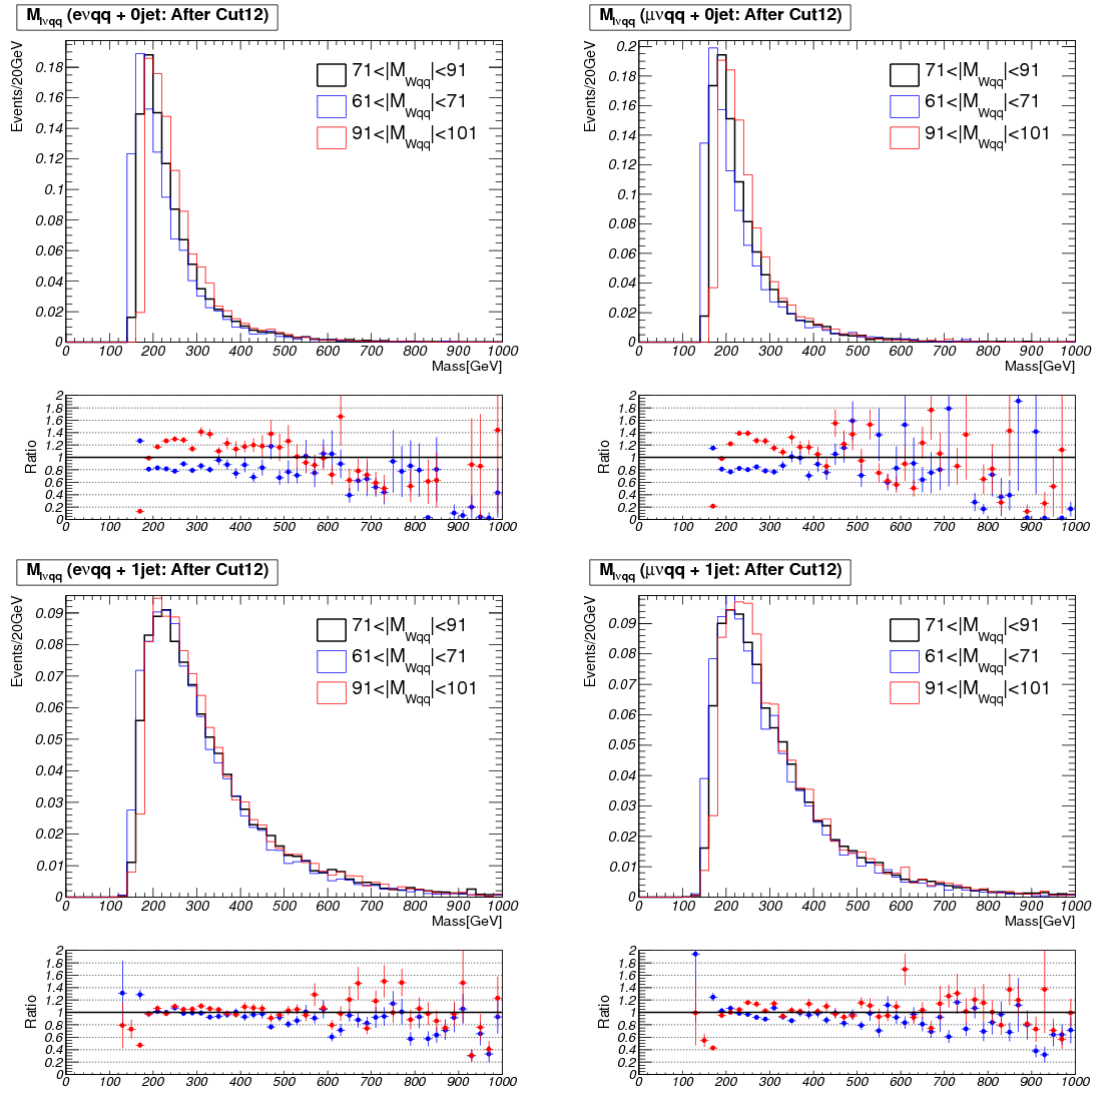 M_lνqq (eνqq + 0jet: After Cut12)
Events/20GeV
0.18
0.16
0.14
0.12
0.1
0.08
0.06
0.04
0.02
0
71<|M_Wqq|<91
61<|M_Wqq|<71
91<|M_Wqq|<101
0 100 200 300 400 500 600 700 800 900 1000
Mass[GeV]
Ratio
2
1.8
1.6
1.4
1.2
1
0.8
0.6
0.4
0.2
0
0 100 200 300 400 500 600 700 800 900 1000
M_lνqq (μνqq + 0jet: After Cut12)
Events/20GeV
0.2
0.18
0.16
0.14
0.12
0.1
0.08
0.06
0.04
0.02
0
71<|M_Wqq|<91
61<|M_Wqq|<71
91<|M_Wqq|<101
0 100 200 300 400 500 600 700 800 900 1000
Mass[GeV]
Ratio
2
1.8
1.6
1.4
1.2
1
0.8
0.6
0.4
0.2
0
0 100 200 300 400 500 600 700 800 900 1000
M_lνqq (eνqq + 1jet: After Cut12)
Events/20GeV
0.09
0.08
0.07
0.06
0.05
0.04
0.03
0.02
0.01
0
71<|M_Wqq|<91
61<|M_Wqq|<71
91<|M_Wqq|<101
0 100 200 300 400 500 600 700 800 900 1000
Mass[GeV]
Ratio
2
1.8
1.6
1.4
1.2
1
0.8
0.6
0.4
0.2
0
0 100 200 300 400 500 600 700 800 900 1000
M_lνqq (μνqq + 1jet: After Cut12)
Events/20GeV
0.09
0.08
0.07
0.06
0.05
0.04
0.03
0.02
0.01
0
71<|M_Wqq|<91
61<|M_Wqq|<71
91<|M_Wqq|<101
0 100 200 300 400 500 600 700 800 900 1000
Mass[GeV]
Ratio
2
1.8
1.6
1.4
1.2
1
0.8
0.6
0.4
0.2
0
0 100 200 300 400 500 600 700 800 900 1000